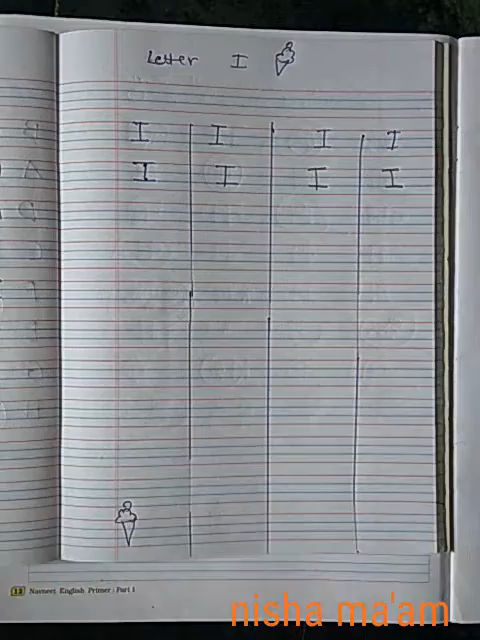 Letter I
I I I I
I I I I
13 Navneet English Primer : Part 1
nisha ma'am